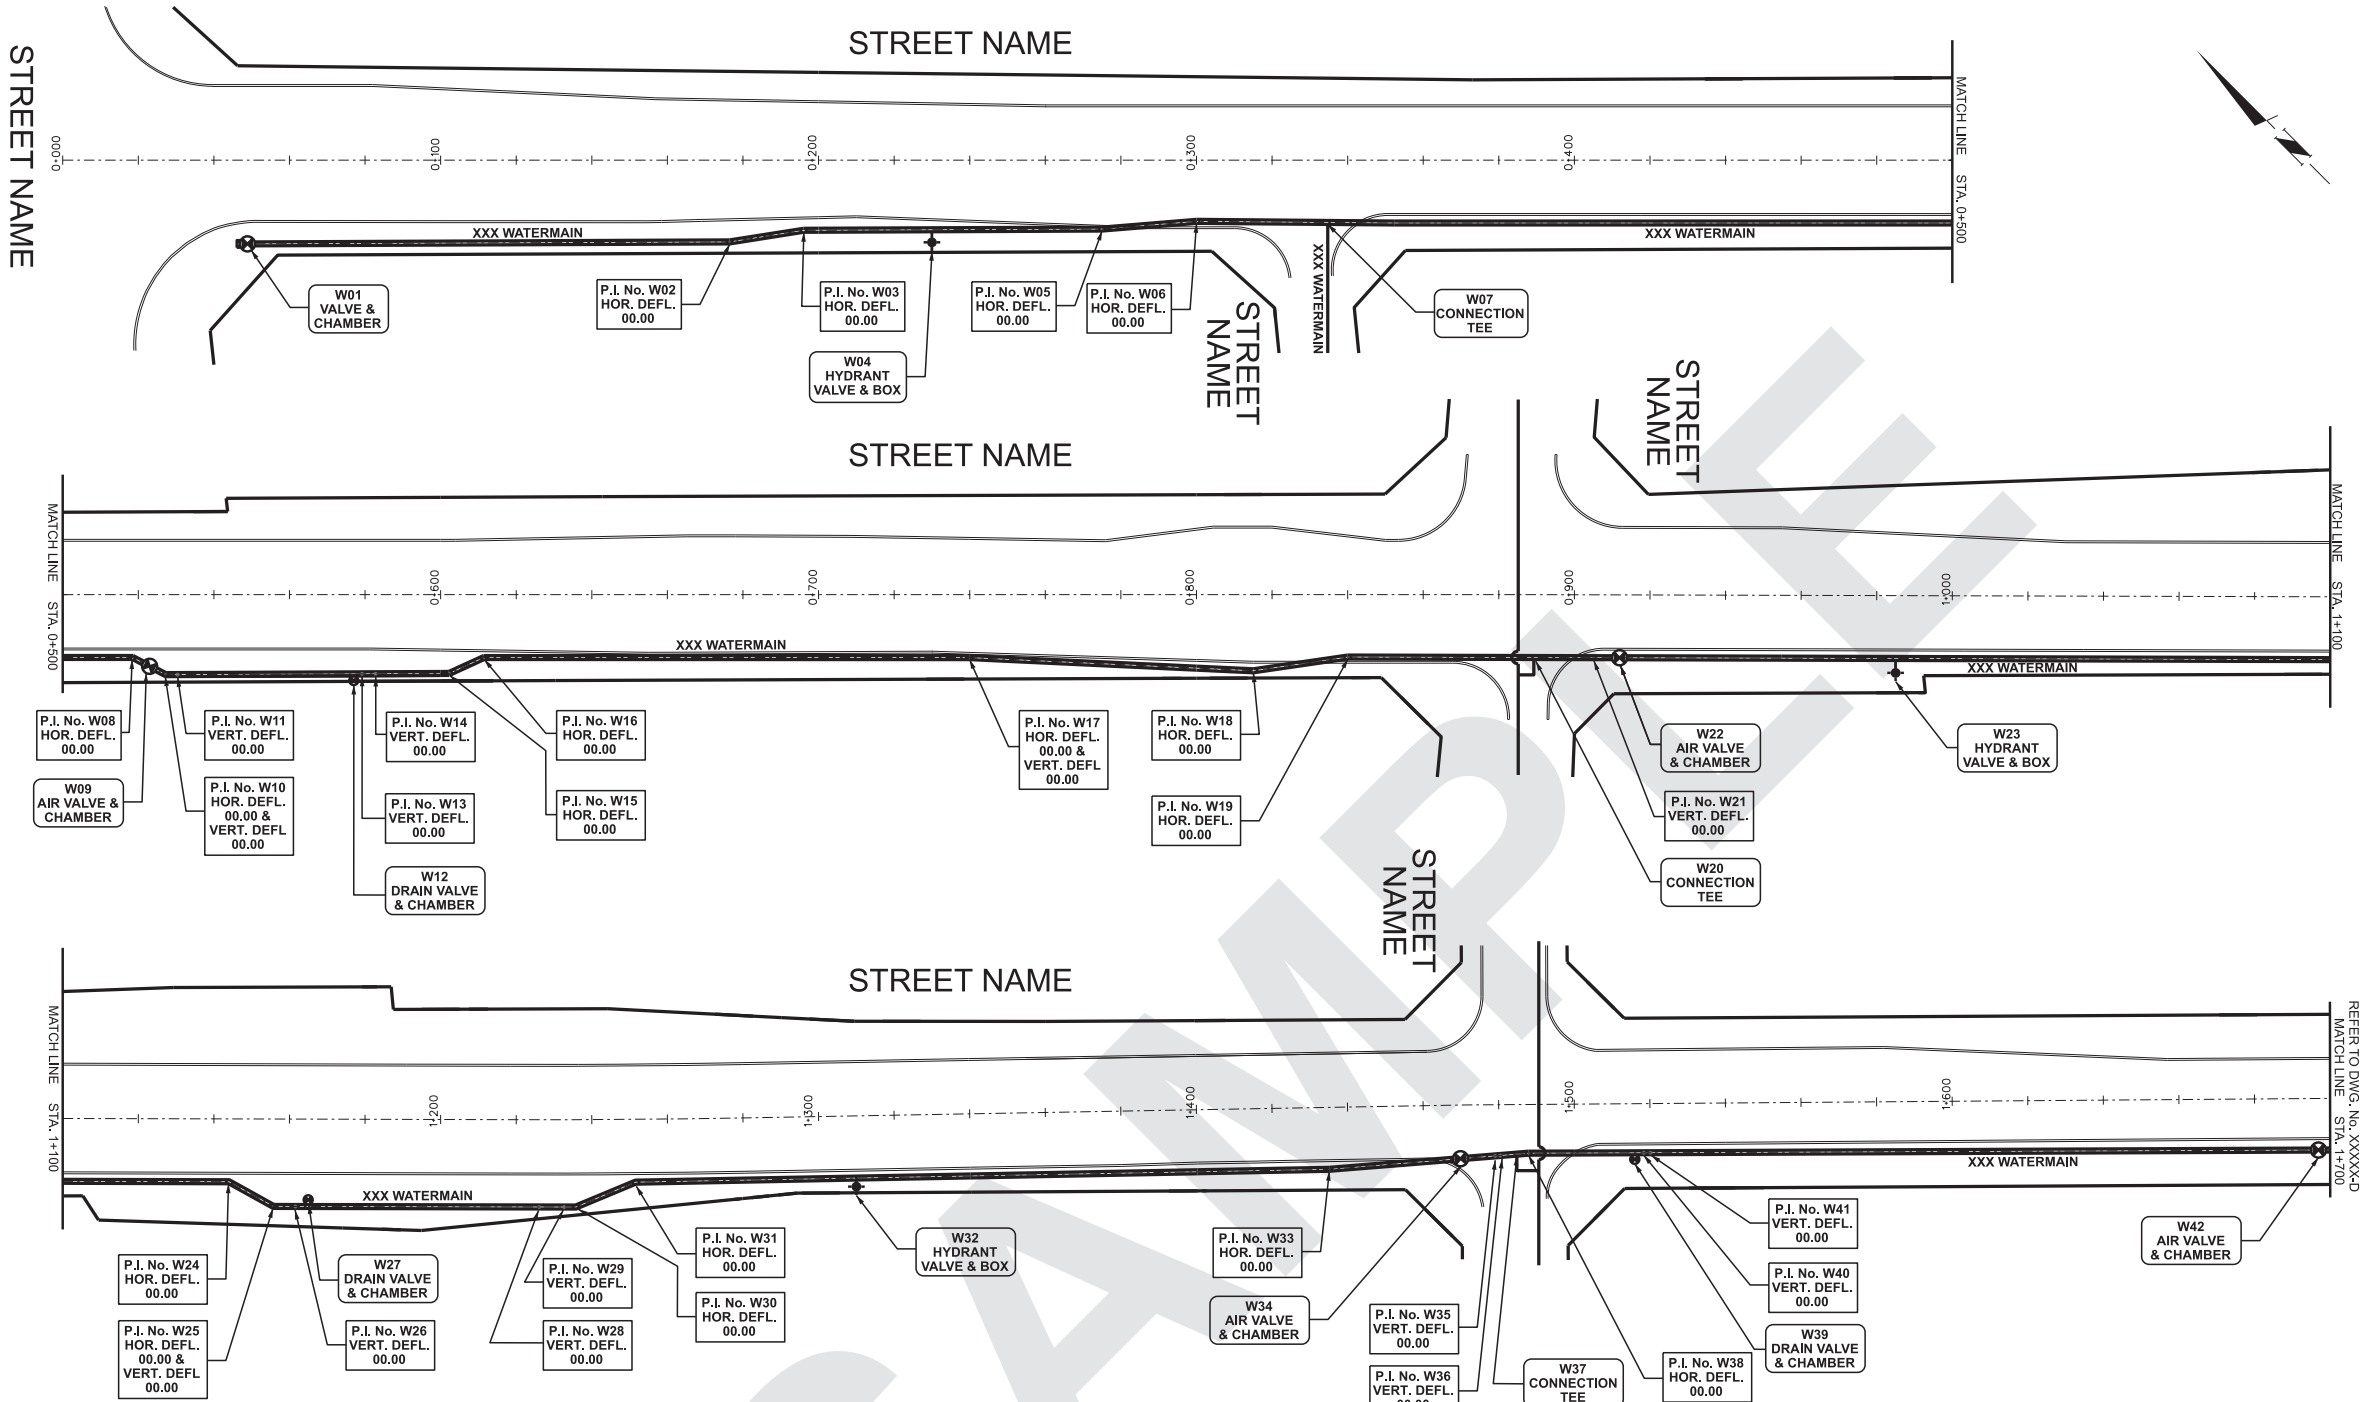 STREET NAME
STREET NAME
MATCH LINE STA. 0+500
N
0+000
0+100
0+200
0+300
0+400
XXX WATERMAIN
XXX WATERMAIN
XXX WATERMAIN
W01
VALVE &
CHAMBER
P.I. No. W02
HOR. DEFL.
00.00
P.I. No. W03
HOR. DEFL.
00.00
W04
HYDRANT
VALVE & BOX
P.I. No. W05
HOR. DEFL.
00.00
P.I. No. W06
HOR. DEFL.
00.00
W07
CONNECTION
TEE
STREET
NAME
STREET
NAME
STREET NAME
MATCH LINE STA. 0+500
0+600
0+700
0+800
0+900
1+000
MATCH LINE STA. 1+100
XXX WATERMAIN
XXX WATERMAIN
P.I. No. W08
HOR. DEFL.
00.00
W09
AIR VALVE &
CHAMBER
P.I. No. W11
VERT. DEFL.
00.00
P.I. No. W10
HOR. DEFL.
00.00 &
VERT. DEFL
00.00
P.I. No. W14
VERT. DEFL.
00.00
P.I. No. W13
VERT. DEFL.
00.00
W12
DRAIN VALVE
& CHAMBER
P.I. No. W16
HOR. DEFL.
00.00
P.I. No. W15
HOR. DEFL.
00.00
P.I. No. W17
HOR. DEFL.
00.00 &
VERT. DEFL
00.00
P.I. No. W18
HOR. DEFL.
00.00
P.I. No. W19
HOR. DEFL.
00.00
W22
AIR VALVE
& CHAMBER
P.I. No. W21
VERT. DEFL.
00.00
W20
CONNECTION
TEE
W23
HYDRANT
VALVE & BOX
STREET
NAME
STREET NAME
MATCH LINE STA. 1+100
1+200
1+300
1+400
1+500
1+600
REFER TO DWG. No. XXXXX-D
MATCH LINE STA. 1+700
XXX WATERMAIN
XXX WATERMAIN
P.I. No. W24
HOR. DEFL.
00.00
P.I. No. W25
HOR. DEFL.
00.00 &
VERT. DEFL
00.00
W27
DRAIN VALVE
& CHAMBER
P.I. No. W26
VERT. DEFL.
00.00
P.I. No. W29
VERT. DEFL.
00.00
P.I. No. W28
VERT. DEFL.
00.00
P.I. No. W31
HOR. DEFL.
00.00
P.I. No. W30
HOR. DEFL.
00.00
W32
HYDRANT
VALVE & BOX
P.I. No. W33
HOR. DEFL.
00.00
W34
AIR VALVE
& CHAMBER
P.I. No. W35
VERT. DEFL.
00.00
P.I. No. W36
VERT. DEFL.
00.00
W37
CONNECTION
TEE
P.I. No. W38
HOR. DEFL.
00.00
P.I. No. W41
VERT. DEFL.
00.00
P.I. No. W40
VERT. DEFL.
00.00
W39
DRAIN VALVE
& CHAMBER
W42
AIR VALVE
& CHAMBER
SAMPLE